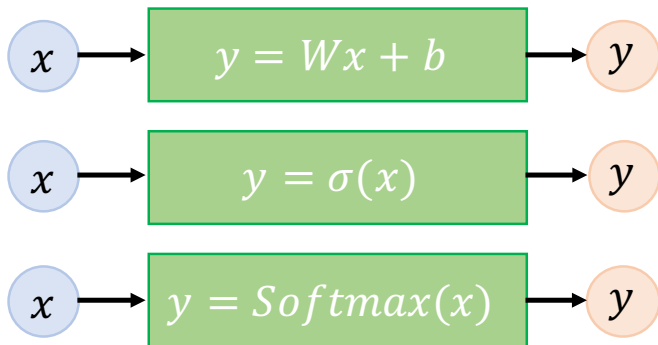 x y = Wx + b y
x y = σ(x) y
x y = Softmax(x) y